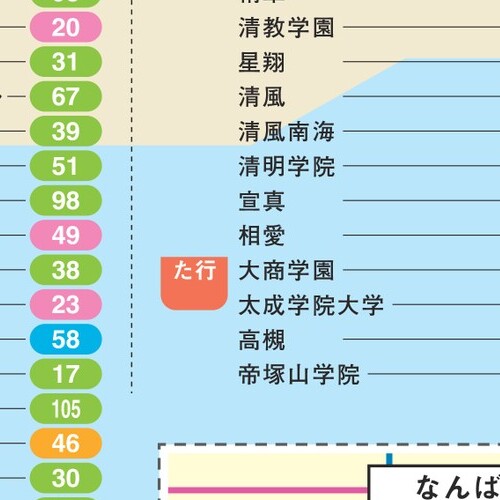 20
31
67
39
51
98
49
38
23
58
17
105
46
30
清教学園
星翔
清風
清風南海
清明学院
宣真
相愛
た行
大商学園
太成学院大学
高槻
帝塚山学院
なんば